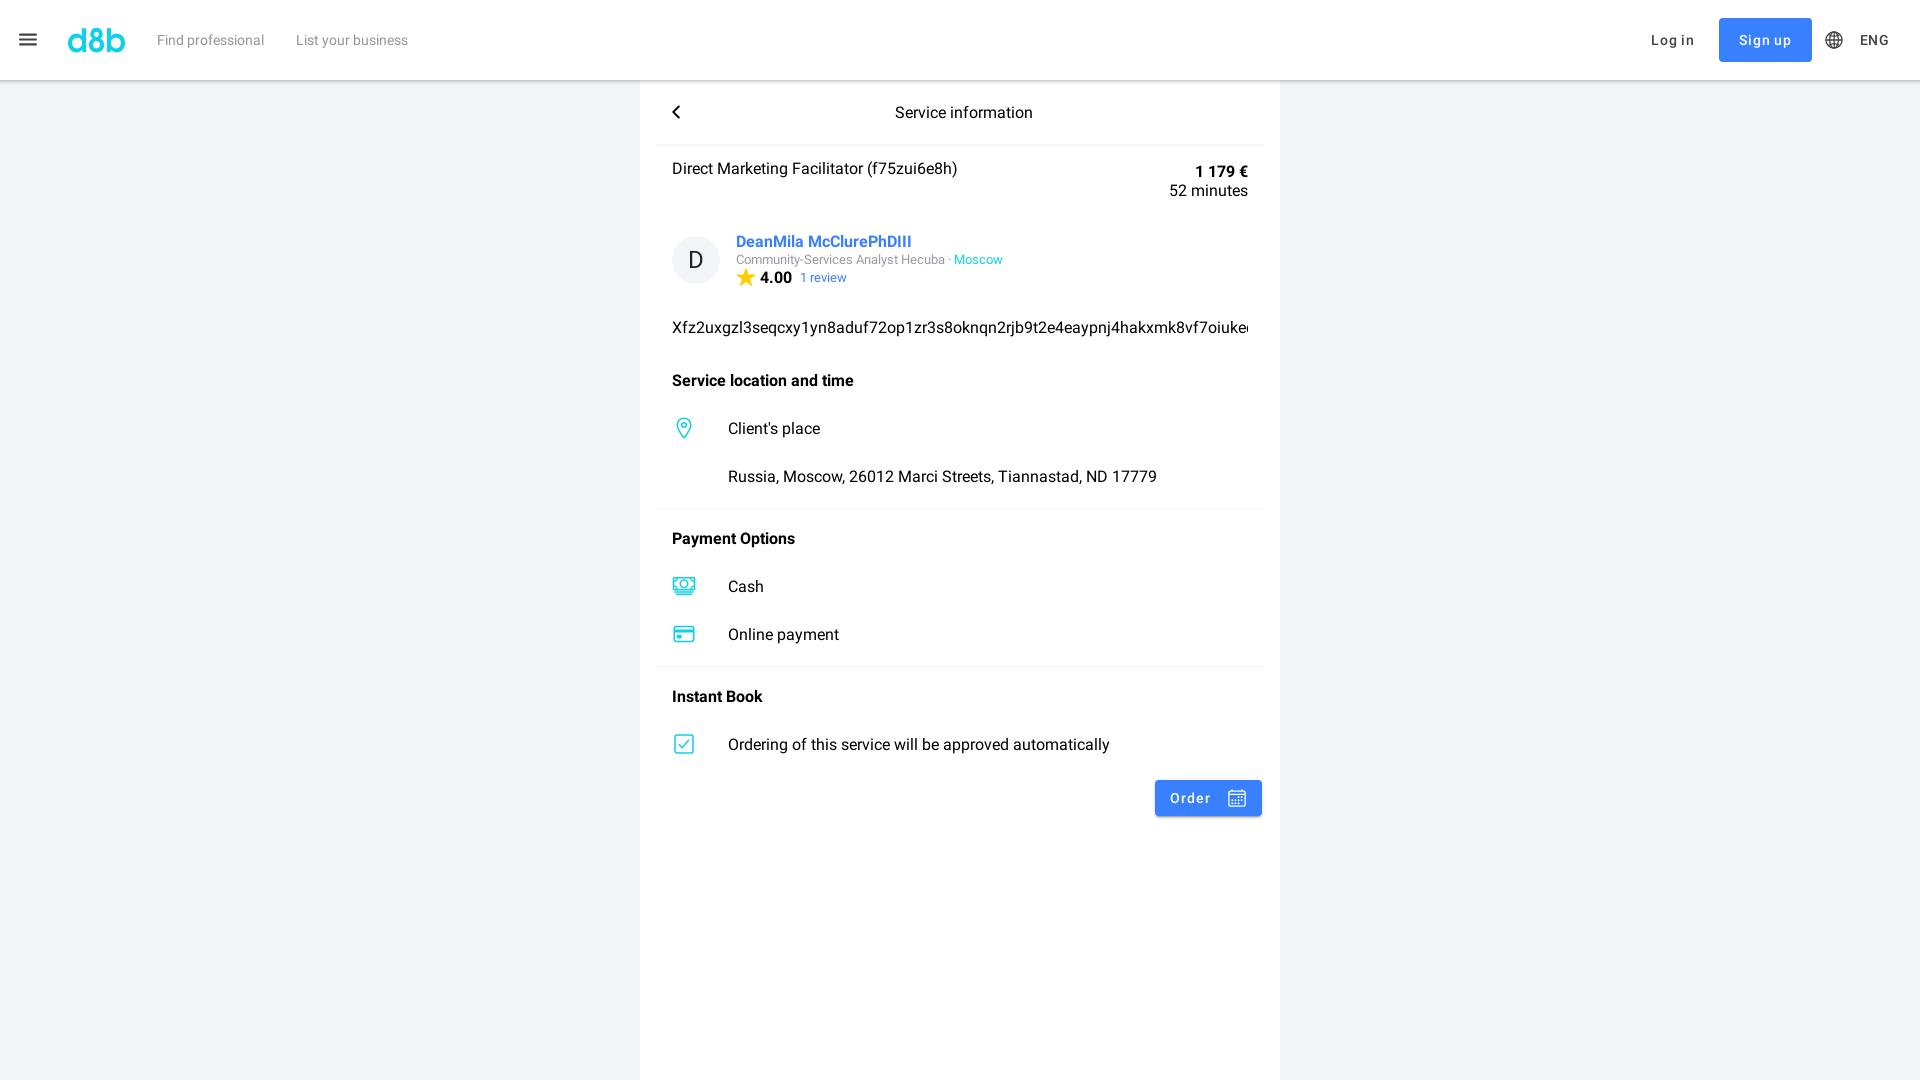 d8b
Find professional
List your business
Log in
Sign up
ENG
Service information
Direct Marketing Facilitator (f75zui6e8h)
1 179 €
52 minutes
D
DeanMila McClurePhDIII
Community-Services Analyst Hecuba · Moscow
4.00 1 review
Xfz2uxgzl3seqcxy1yn8aduf72op1zr3s8oknqn2rjb9t2e4eaypnj4hakxmk8vf7oiuke
Service location and time
Client's place
Russia, Moscow, 26012 Marci Streets, Tiannastad, ND 17779
Payment Options
Cash
Online payment
Instant Book
Ordering of this service will be approved automatically
Order